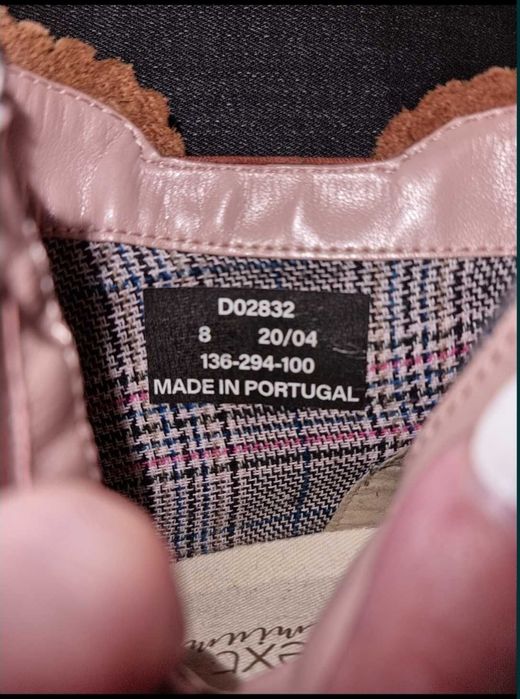 D02832
8 20/04
136-294-100
MADE IN PORTUGAL